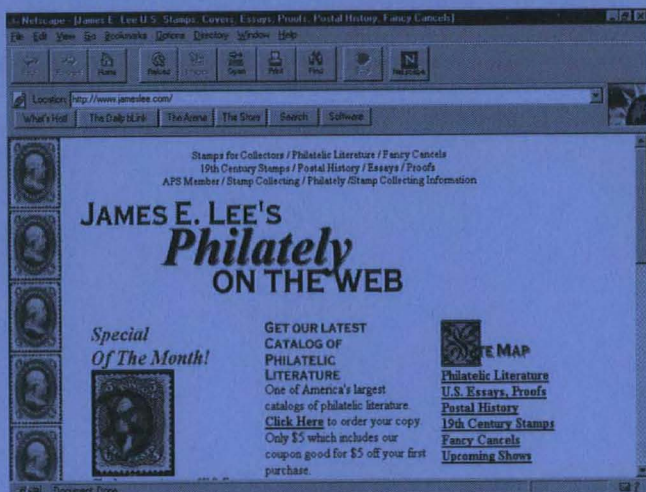 Netscape - [James E. Lee U.S. Stamps, Covers, Essays, Proofs, Postal History, Fancy Cancels]
File Edit View Go Bookmarks Options Directory Window Help
Home Reload Open Print Find Netscape
Location: http://www.jameslee.com/
What's Hot! The Daily bLink The Arena The Store Search Software
Stamps for Collectors / Philatelic Literature / Fancy Cancels
19th Century Stamps / Postal History / Essays / Proofs
APS Member / Stamp Collecting / Philately /Stamp Collecting Information
JAMES E. LEE'S
Philately
ON THE WEB
Special
Of The Month!
GET OUR LATEST
CATALOG OF
PHILATELIC
LITERATURE
One of America's largest
catalogs of philatelic literature.
Click Here to order your copy.
Only $5 which includes our
coupon good for $5 off your first
purchase.
TE MAP
Philatelic Literature
U.S. Essays, Proofs
Postal History
19th Century Stamps
Fancy Cancels
Upcoming Shows
Document: Done